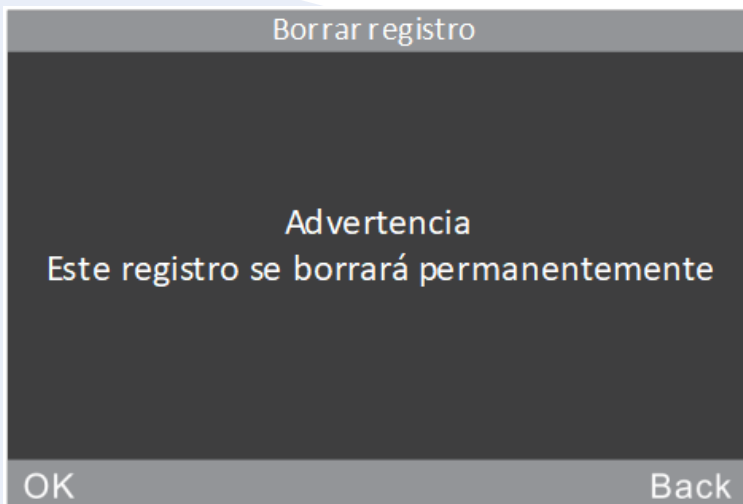 Borrar registro
Advertencia
Este registro se borrará permanentemente
OK
Back